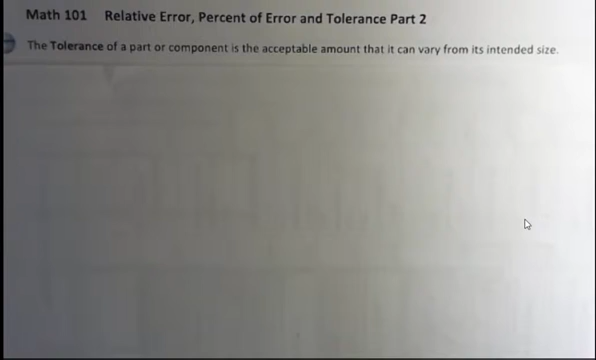 Math 101 Relative Error, Percent of Error and Tolerance Part 2
The Tolerance of a part or component is the acceptable amount that it can vary from its intended size.